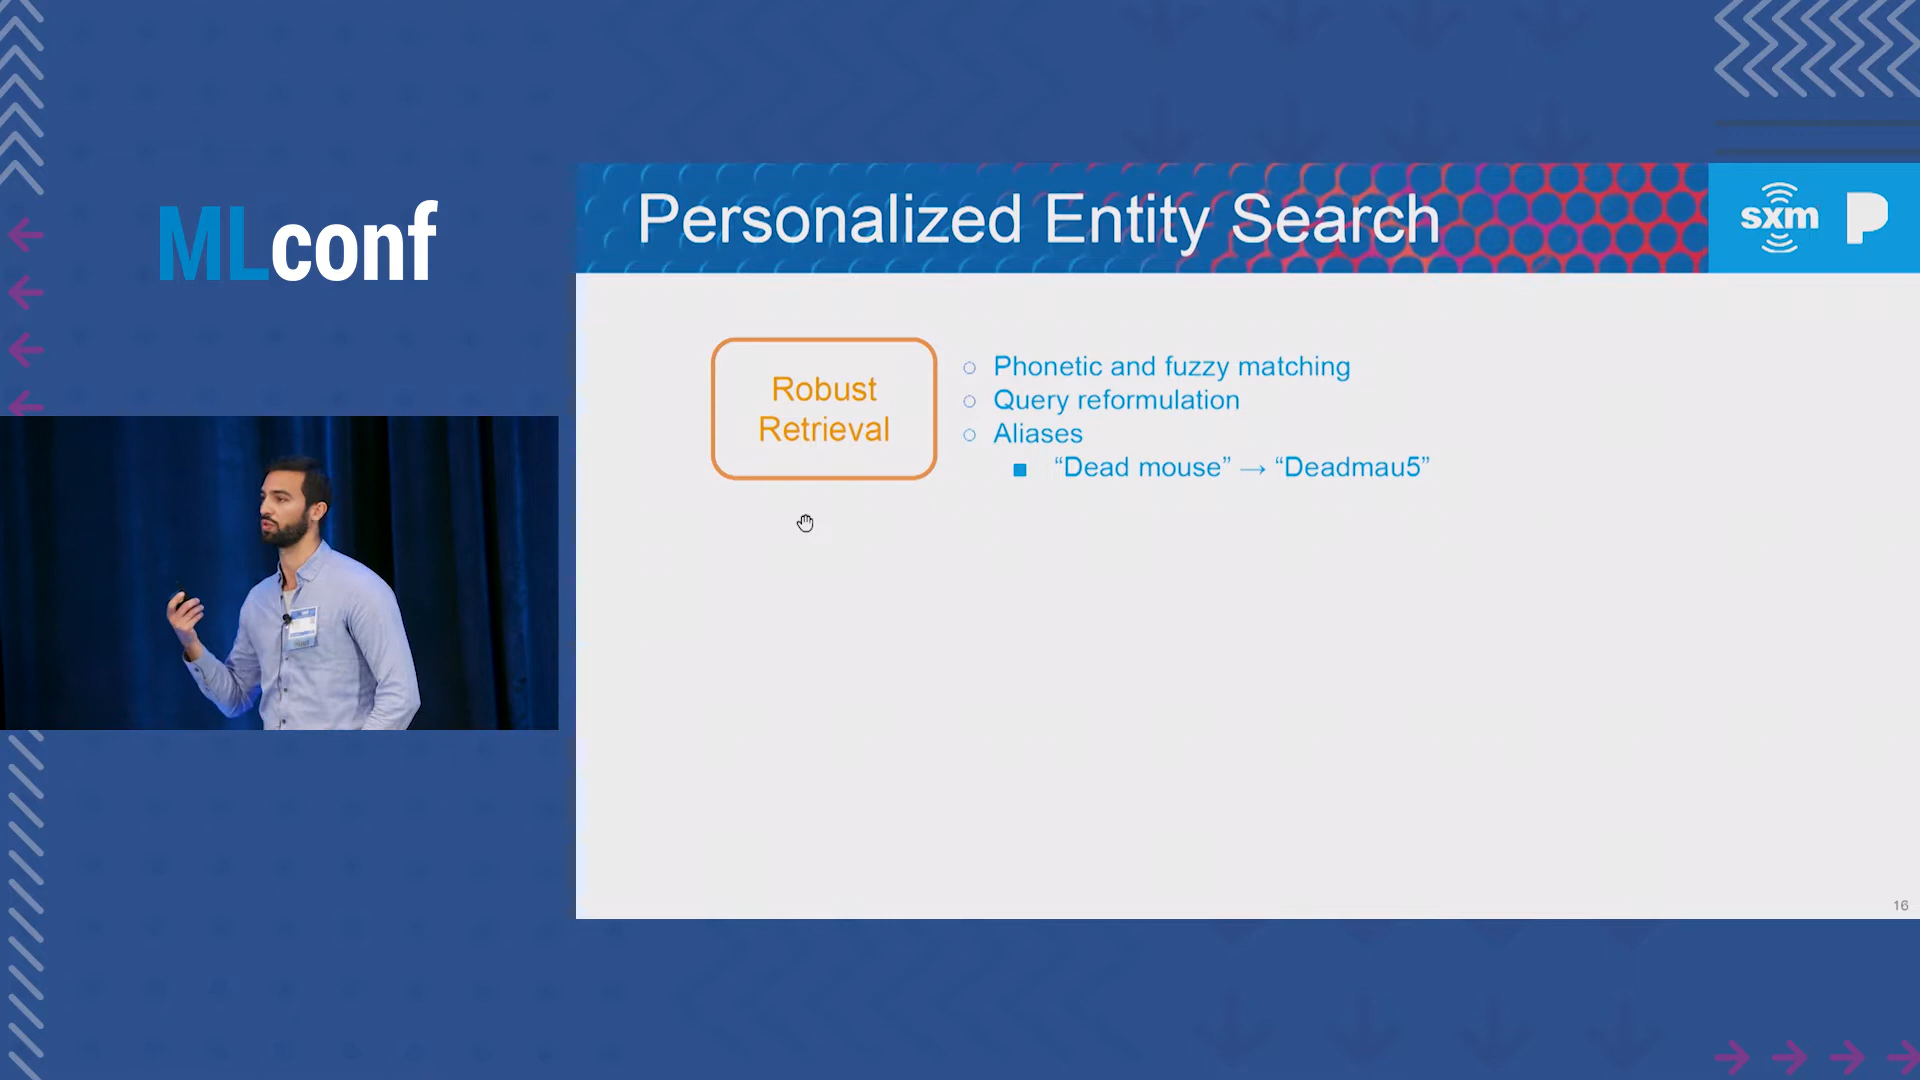 MLconf
Personalized Entity Search
sxm
Robust
Retrieval
○ Phonetic and fuzzy matching
○ Query reformulation
○ Aliases
■ “Dead mouse” → “Deadmau5”
16